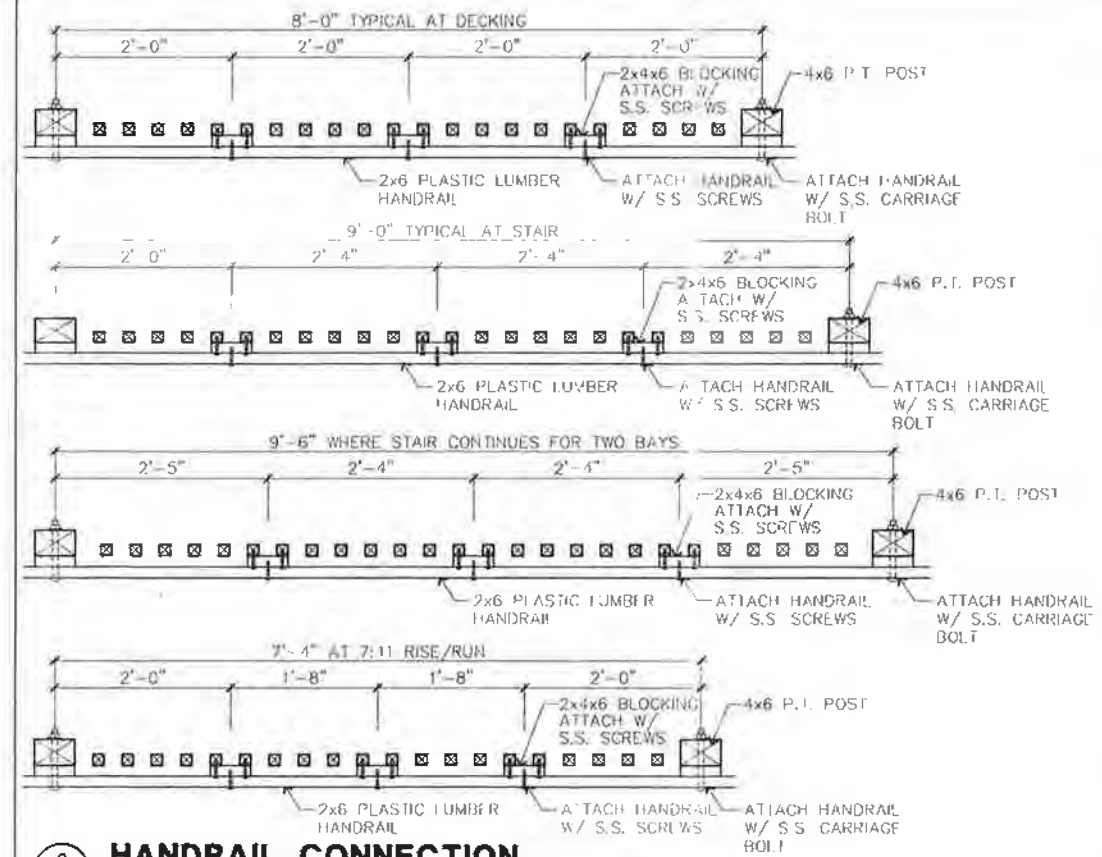 8'-0" TYPICAL AT DECKING
2'-0" 2'-0" 2'-0" 2'-0"
2x4x6 BLOCKING
ATTACH W/
S.S. SCREWS
4x6 P.T. POST
2x6 PLASTIC LUMBER
HANDRAIL
ATTACH HANDRAIL
W/ S.S. SCREWS
ATTACH HANDRAIL
W/ S.S. CARRIAGE
BOLT
9'-0" TYPICAL AT STAIR
2'-0" 2'-4" 2'-4" 2'-4"
2x4x6 BLOCKING
ATTACH W/
S.S. SCREWS
4x6 P.T. POST
2x6 PLASTIC LUMBER
HANDRAIL
ATTACH HANDRAIL
W/ S.S. SCREWS
ATTACH HANDRAIL
W/ S.S. CARRIAGE
BOLT
9'-6" WHERE STAIR CONTINUES FOR TWO BAYS
2'-5" 2'-4" 2'-4" 2'-5"
2x4x6 BLOCKING
ATTACH W/
S.S. SCREWS
4x6 P.T. POST
2x6 PLASTIC LUMBER
HANDRAIL
ATTACH HANDRAIL
W/ S.S. SCREWS
ATTACH HANDRAIL
W/ S.S. CARRIAGE
BOLT
7'-4" AT 7:11 RISE/RUN
2'-0" 1'-8" 1'-8" 2'-0"
2x4x6 BLOCKING
ATTACH W/
S.S. SCREWS
4x6 P.T. POST
2x6 PLASTIC LUMBER
HANDRAIL
ATTACH HANDRAIL
W/ S.S. SCREWS
ATTACH HANDRAIL
W/ S.S. CARRIAGE
BOLT
HANDRAIL CONNECTION